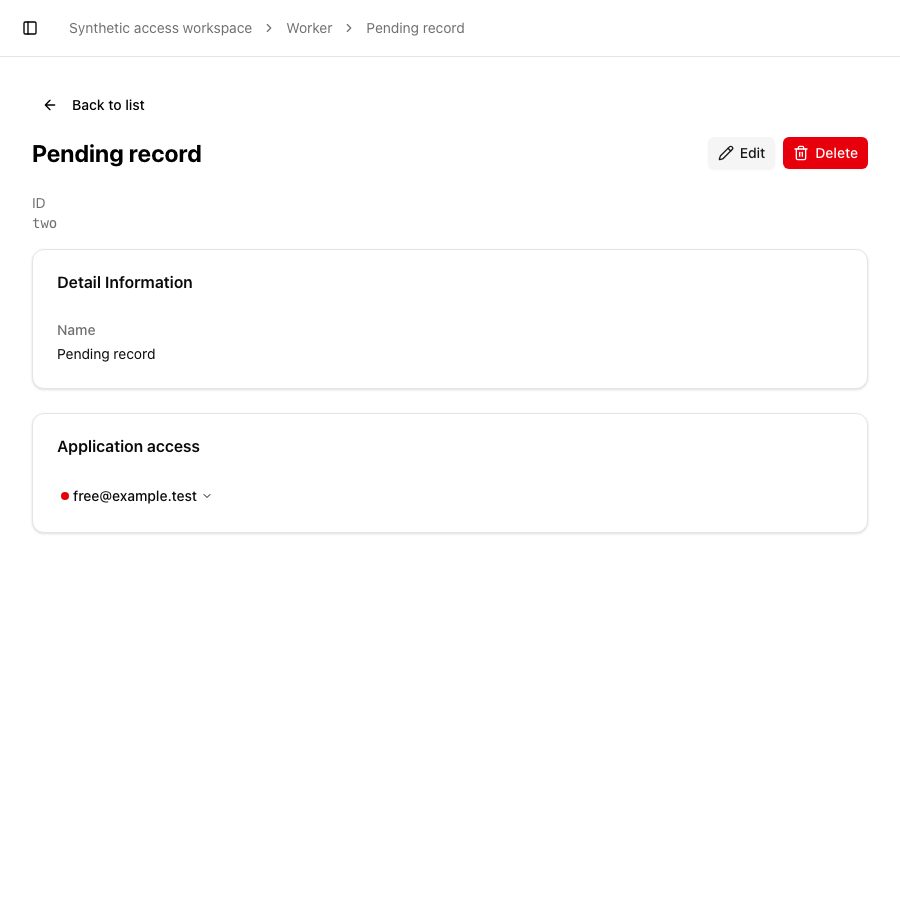 Synthetic access workspace > Worker > Pending record
Back to list
Pending record
Edit
Delete
ID
two
Detail Information
Name
Pending record
Application access
free@example.test